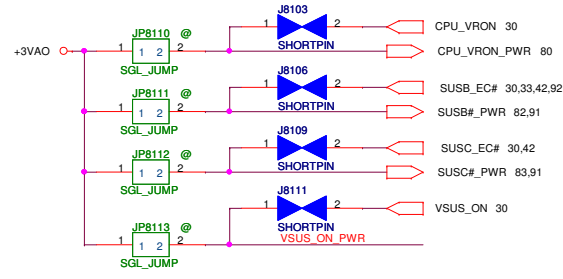 J8103
JP8110 @ 1 2 CPU_VRON 30
+3VAO 1 1 2 2 SHORTPIN CPU_VRON_PWR 80
SGL_JUMP
J8106
JP8111 @ 1 2 SUSB_EC# 30,33,42,92
1 1 2 2 SHORTPIN SUSB#_PWR 82,91
SGL_JUMP
J8109
JP8112 @ 1 2 SUSC_EC# 30,42
1 1 2 2 SHORTPIN SUSC#_PWR 83,91
SGL_JUMP
J8111
1 2 VSUS_ON 30
JP8113 @ SHORTPIN
1 1 2 2 VSUS_ON_PWR
SGL_JUMP